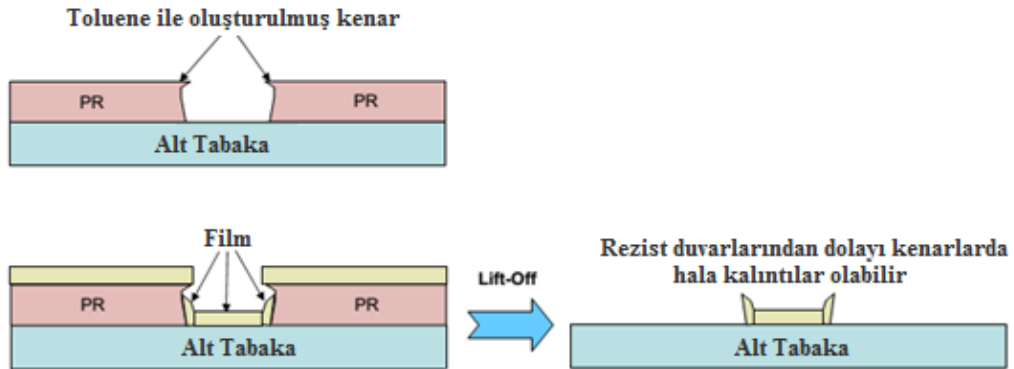 Toluene ile oluşturulmuş kenar
PR
PR
Alt Tabaka
Film
PR
PR
Alt Tabaka
Lift-Off
Rezist duvarlarından dolayı kenarlarda
hala kalıntılar olabilir
Alt Tabaka